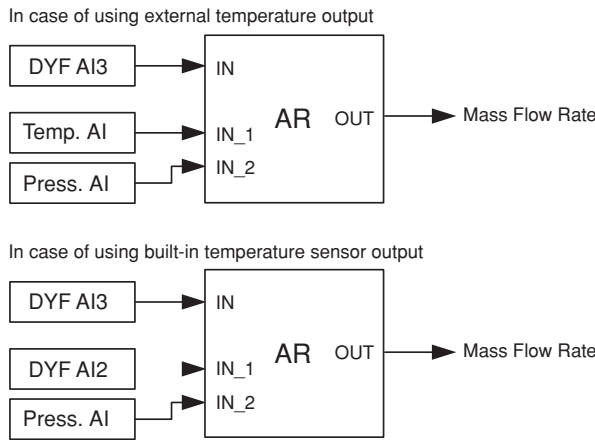 In case of using external temperature output
DYF AI3
IN
Temp. AI
IN_1
AR
OUT
Mass Flow Rate
Press. AI
IN_2
In case of using built-in temperature sensor output
DYF AI3
IN
DYF AI2
IN_1
AR
OUT
Mass Flow Rate
Press. AI
IN_2